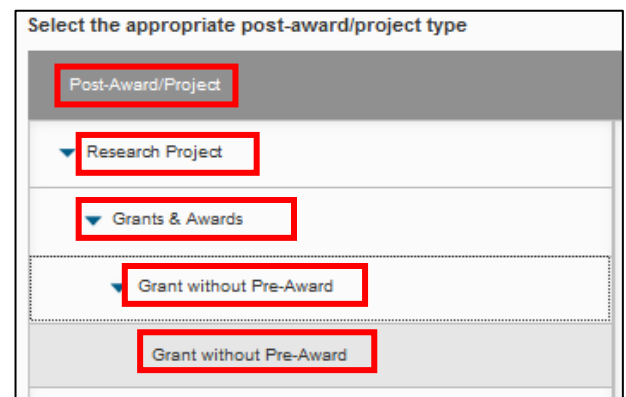 Select the appropriate post-award/project type
Post-Award/Project
Research Project
Grants & Awards
Grant without Pre-Award
Grant without Pre-Award